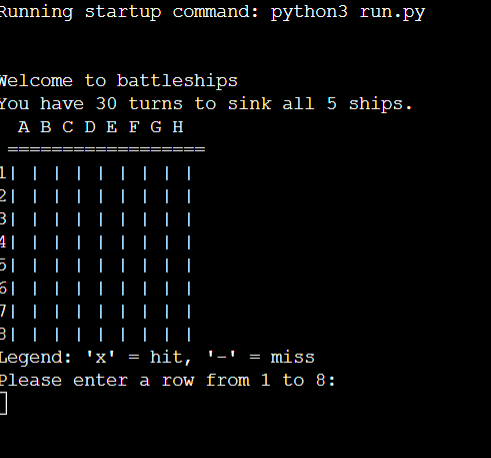 Running startup command: python3 run.py
Welcome to battleships
You have 30 turns to sink all 5 ships.
A B C D E F G H
==================
1| | | | | | | | |
2| | | | | | | | |
3| | | | | | | | |
4| | | | | | | | |
5| | | | | | | | |
6| | | | | | | | |
7| | | | | | | | |
8| | | | | | | | |
Legend: 'x' = hit, '-' = miss
Please enter a row from 1 to 8: